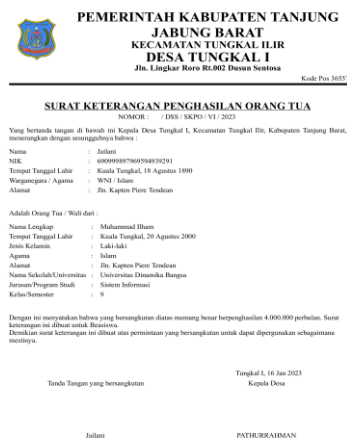 PEMERINTAH KABUPATEN TANJUNG
JABUNG BARAT
KECAMATAN TUNGKAL ILIR
DESA TUNGKAL I
Jln. Lingkar Roro Rt.002 Dusun Sentosa
Kode Pos 3655
SURAT KETERANGAN PENGHASILAN ORANG TUA
NOMOR : / DSS / SKPO / VI / 2023
Yang bertanda tangan di bawah ini Kepala Desa Tungkal I, Kecamatan Tungkal Ilir, Kabupaten Tanjung Barat,
menerangkan dengan sesungguhnya bahwa :
Nama : Jailani
NIK : 690999897969594939291
Tempat Tanggal Lahir : Kuala Tungkal, 18 Agustus 1890
Warganegara / Agama : WNI / Islam
Alamat : Jln. Kapten Piere Tendean
Adalah Orang Tua / Wali dari :
Nama Lengkap : Muhamad Ilham
Tempat Tanggal Lahir : Kuala Tungkal, 20 Agustus 2000
Jenis Kelamin : Laki-laki
Agama : Islam
Alamat : Jln. Kapten Piere Tendean
Nama Sekolah/Universitas : Universitas Dinamika Bangsa
Jurusan/Program Studi : Sistem Informasi
Kelas/Semester : 9
Dengan ini menyatakan bahwa yang bersangkutan diatas memang benar berpenghasilan 4.000.000 perbulan. Surat
keterangan ini dibuat untuk Beasiswa.
Demikian surat keterangan ini dibuat atas permintaan yang bersangkutan untuk dapat dipergunakan sebagaimana
mestinya.
Tungkal I, 16 Jan 2023
Tanda Tangan yang bersangkutan Kepala Desa
Jailani PATHURRAHMAN